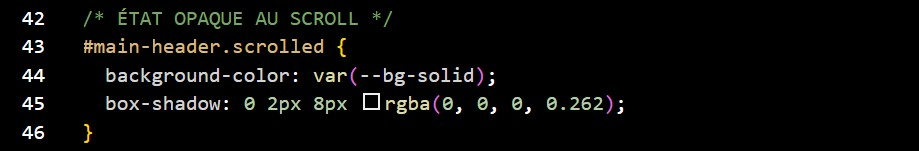 42 /* ÉTAT OPAQUE AU SCROLL */
43 #main-header.scrolled {
44 background-color: var(--bg-solid);
45 box-shadow: 0 2px 8px rgba(0, 0, 0, 0.262);
46 }